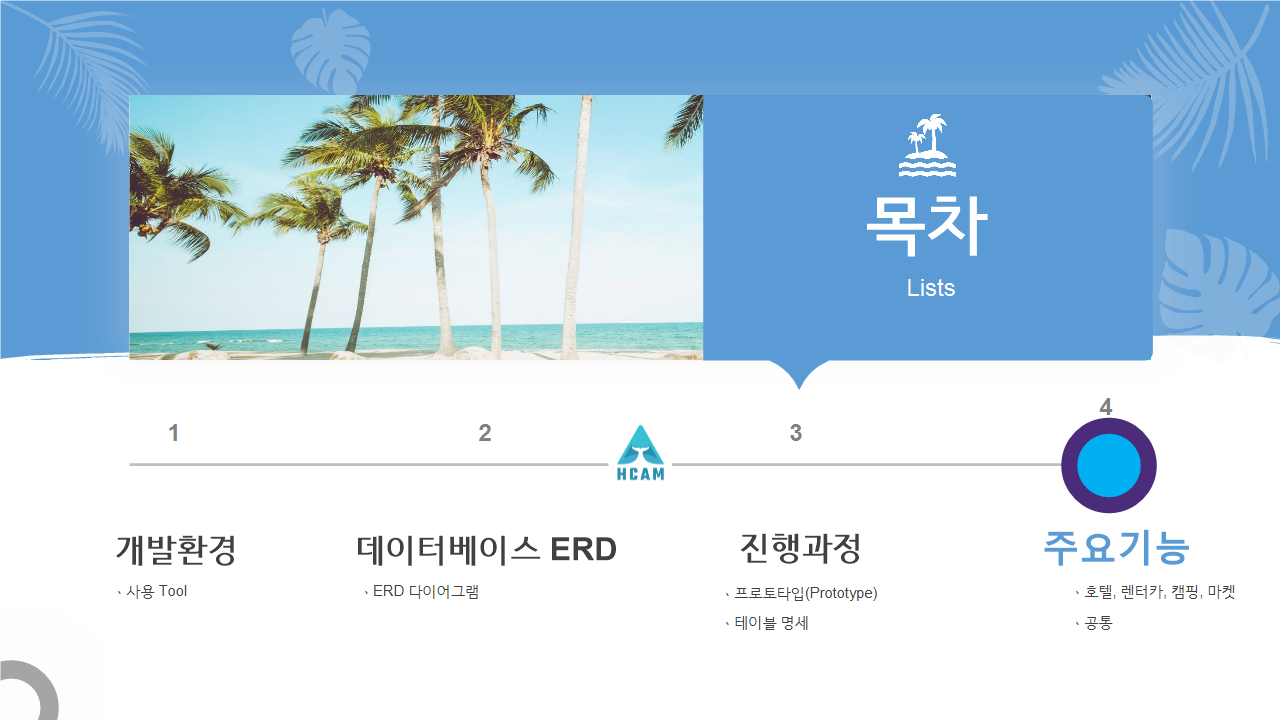 목차
Lists
1
2
3
4
HCAM
개발환경
데이터베이스 ERD
진행과정
주요기능
、사용 Tool
、ERD 다이어그램
、프로토타입(Prototype)
、호텔, 렌터카, 캠핑, 마켓
、테이블 명세
、공통